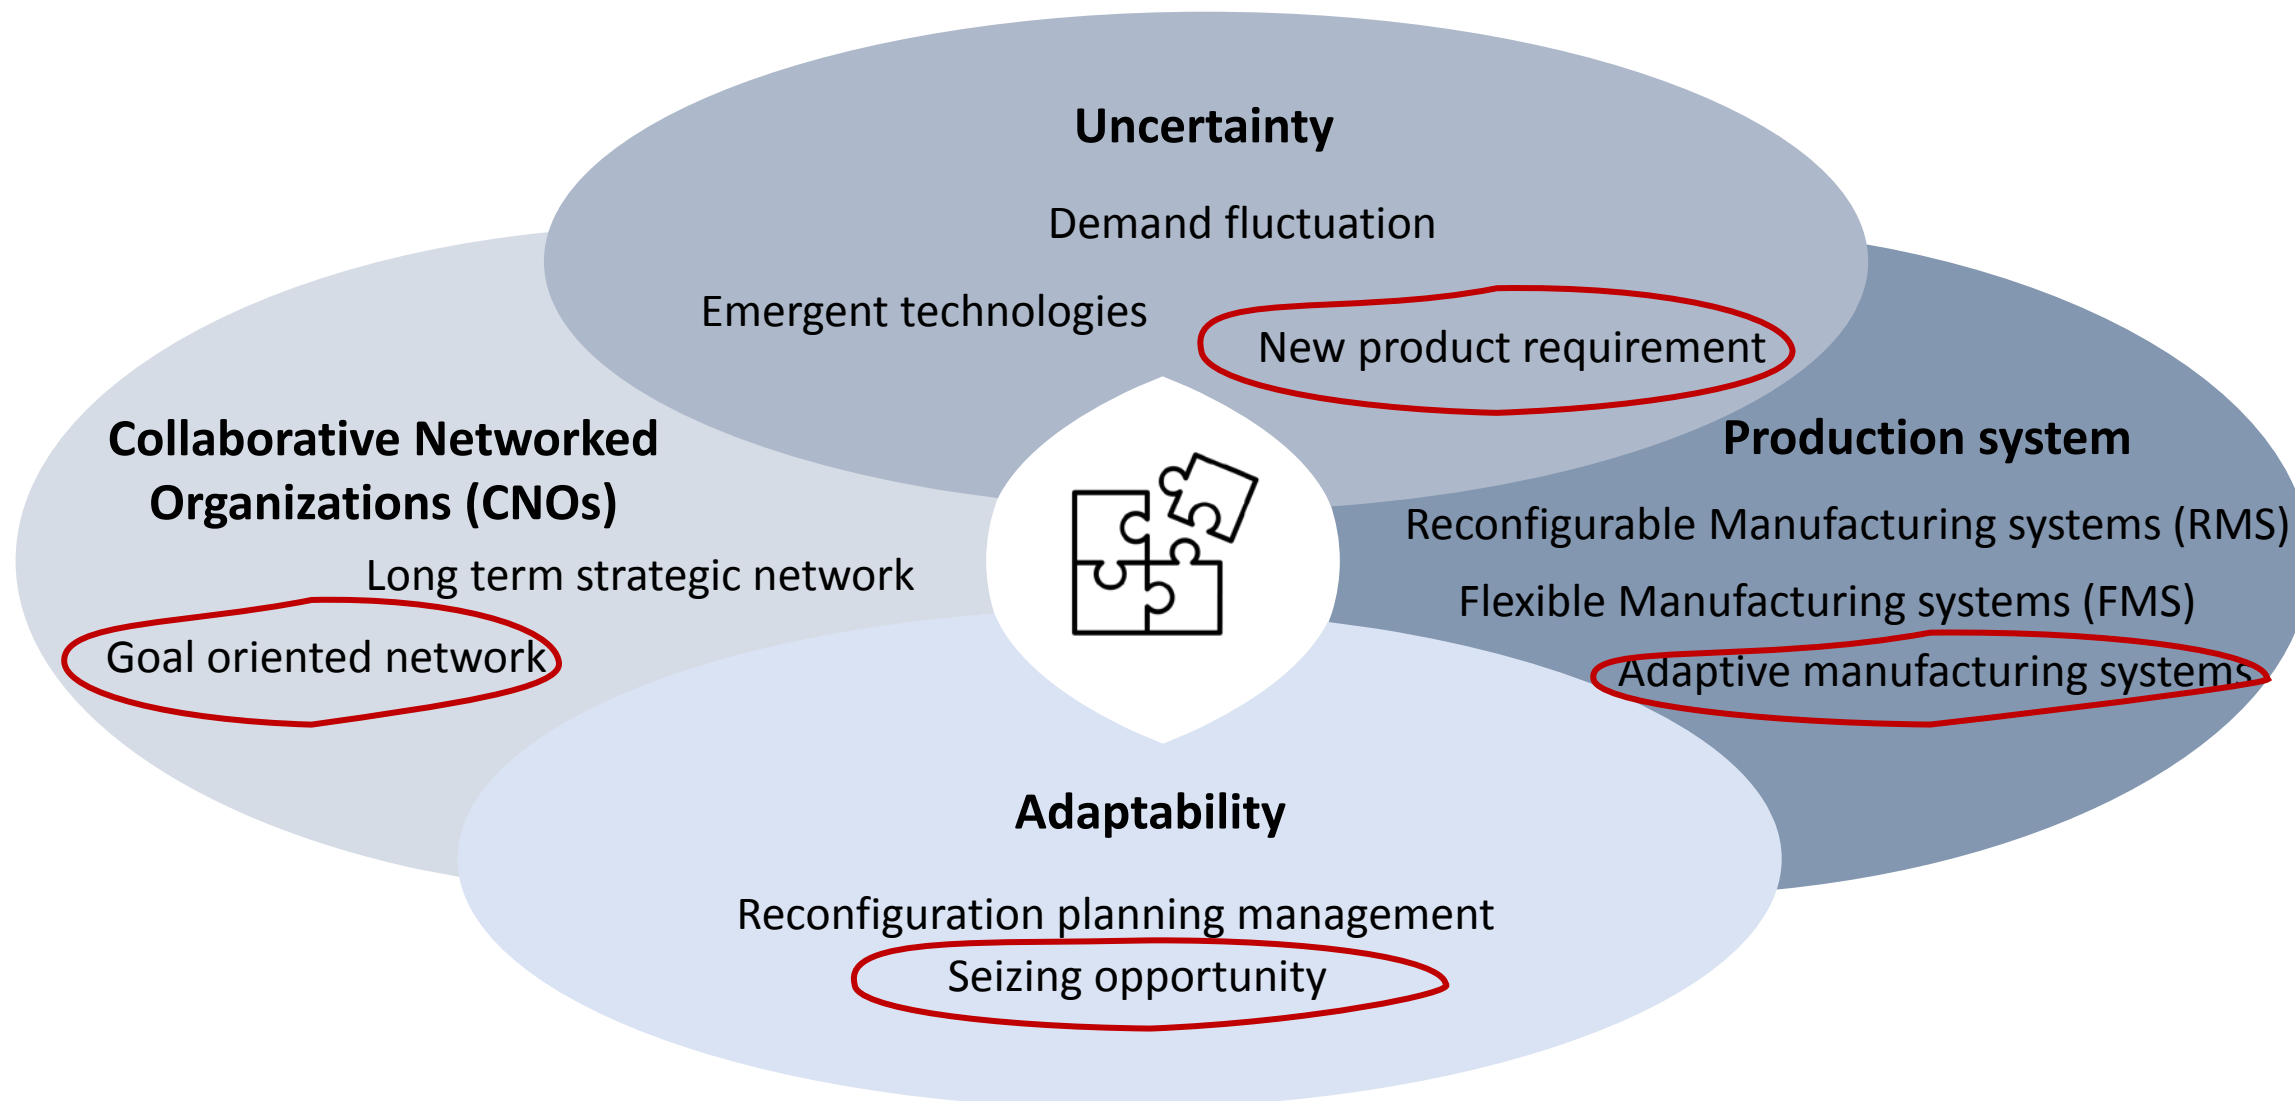 Uncertainty
Demand fluctuation
Emergent technologies
New product requirement
Collaborative Networked
Organizations (CNOs)
Long term strategic network
Goal oriented network
Production system
Reconfigurable Manufacturing systems (RMS)
Flexible Manufacturing systems (FMS)
Adaptive manufacturing systems
Adaptability
Reconfiguration planning management
Seizing opportunity